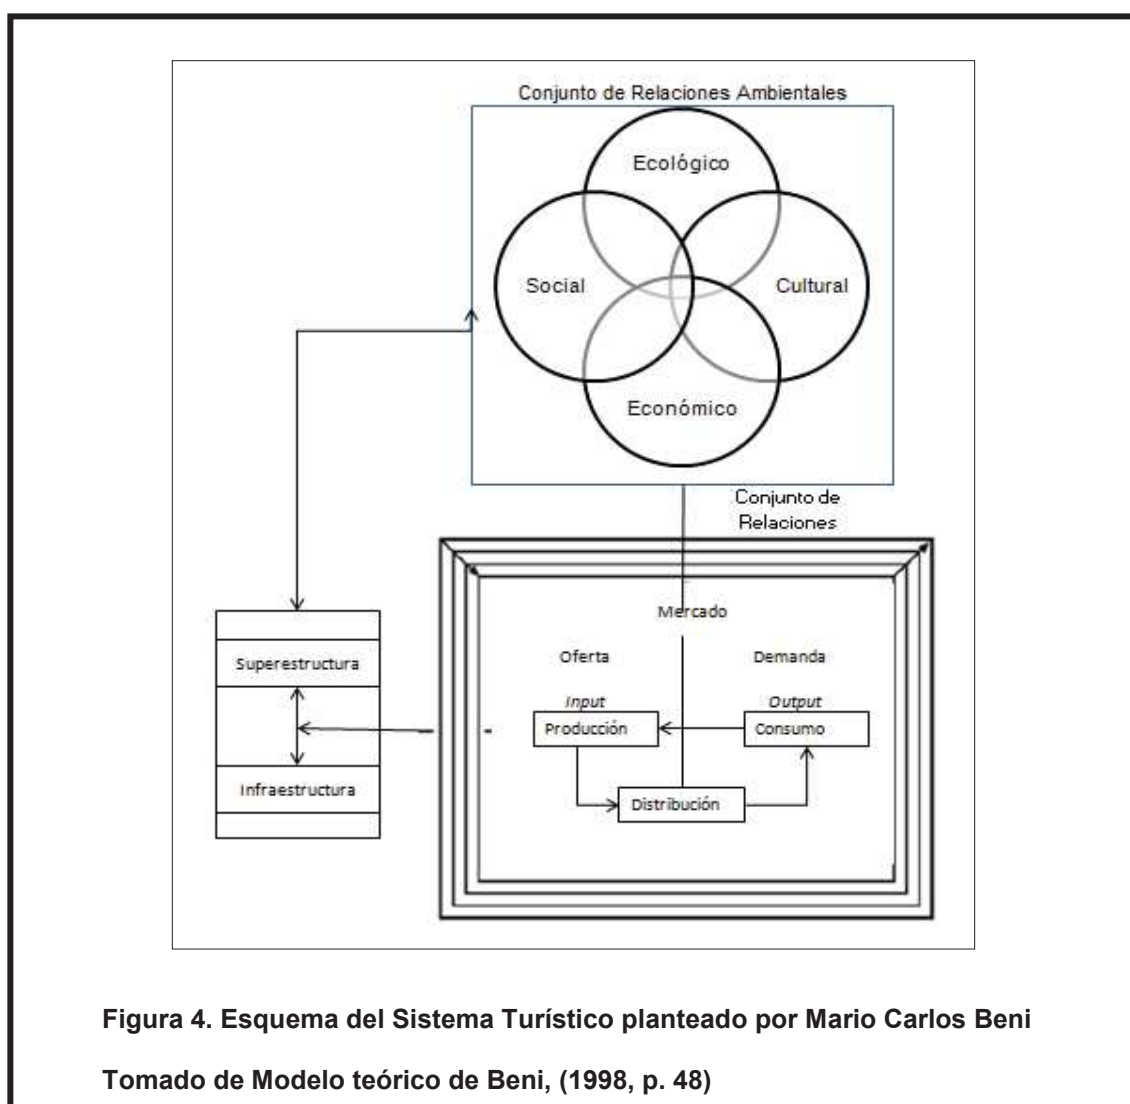 Conjunto de Relaciones Ambientales
Ecológico
Social
Cultural
Económico
Conjunto de
Relaciones
Mercado
Oferta
Demanda
Input
Output
Producción
Consumo
Distribución
Superestructura
Infraestructura
Figura 4. Esquema del Sistema Turístico planteado por Mario Carlos Beni
Tomado de Modelo teórico de Beni, (1998, p. 48)